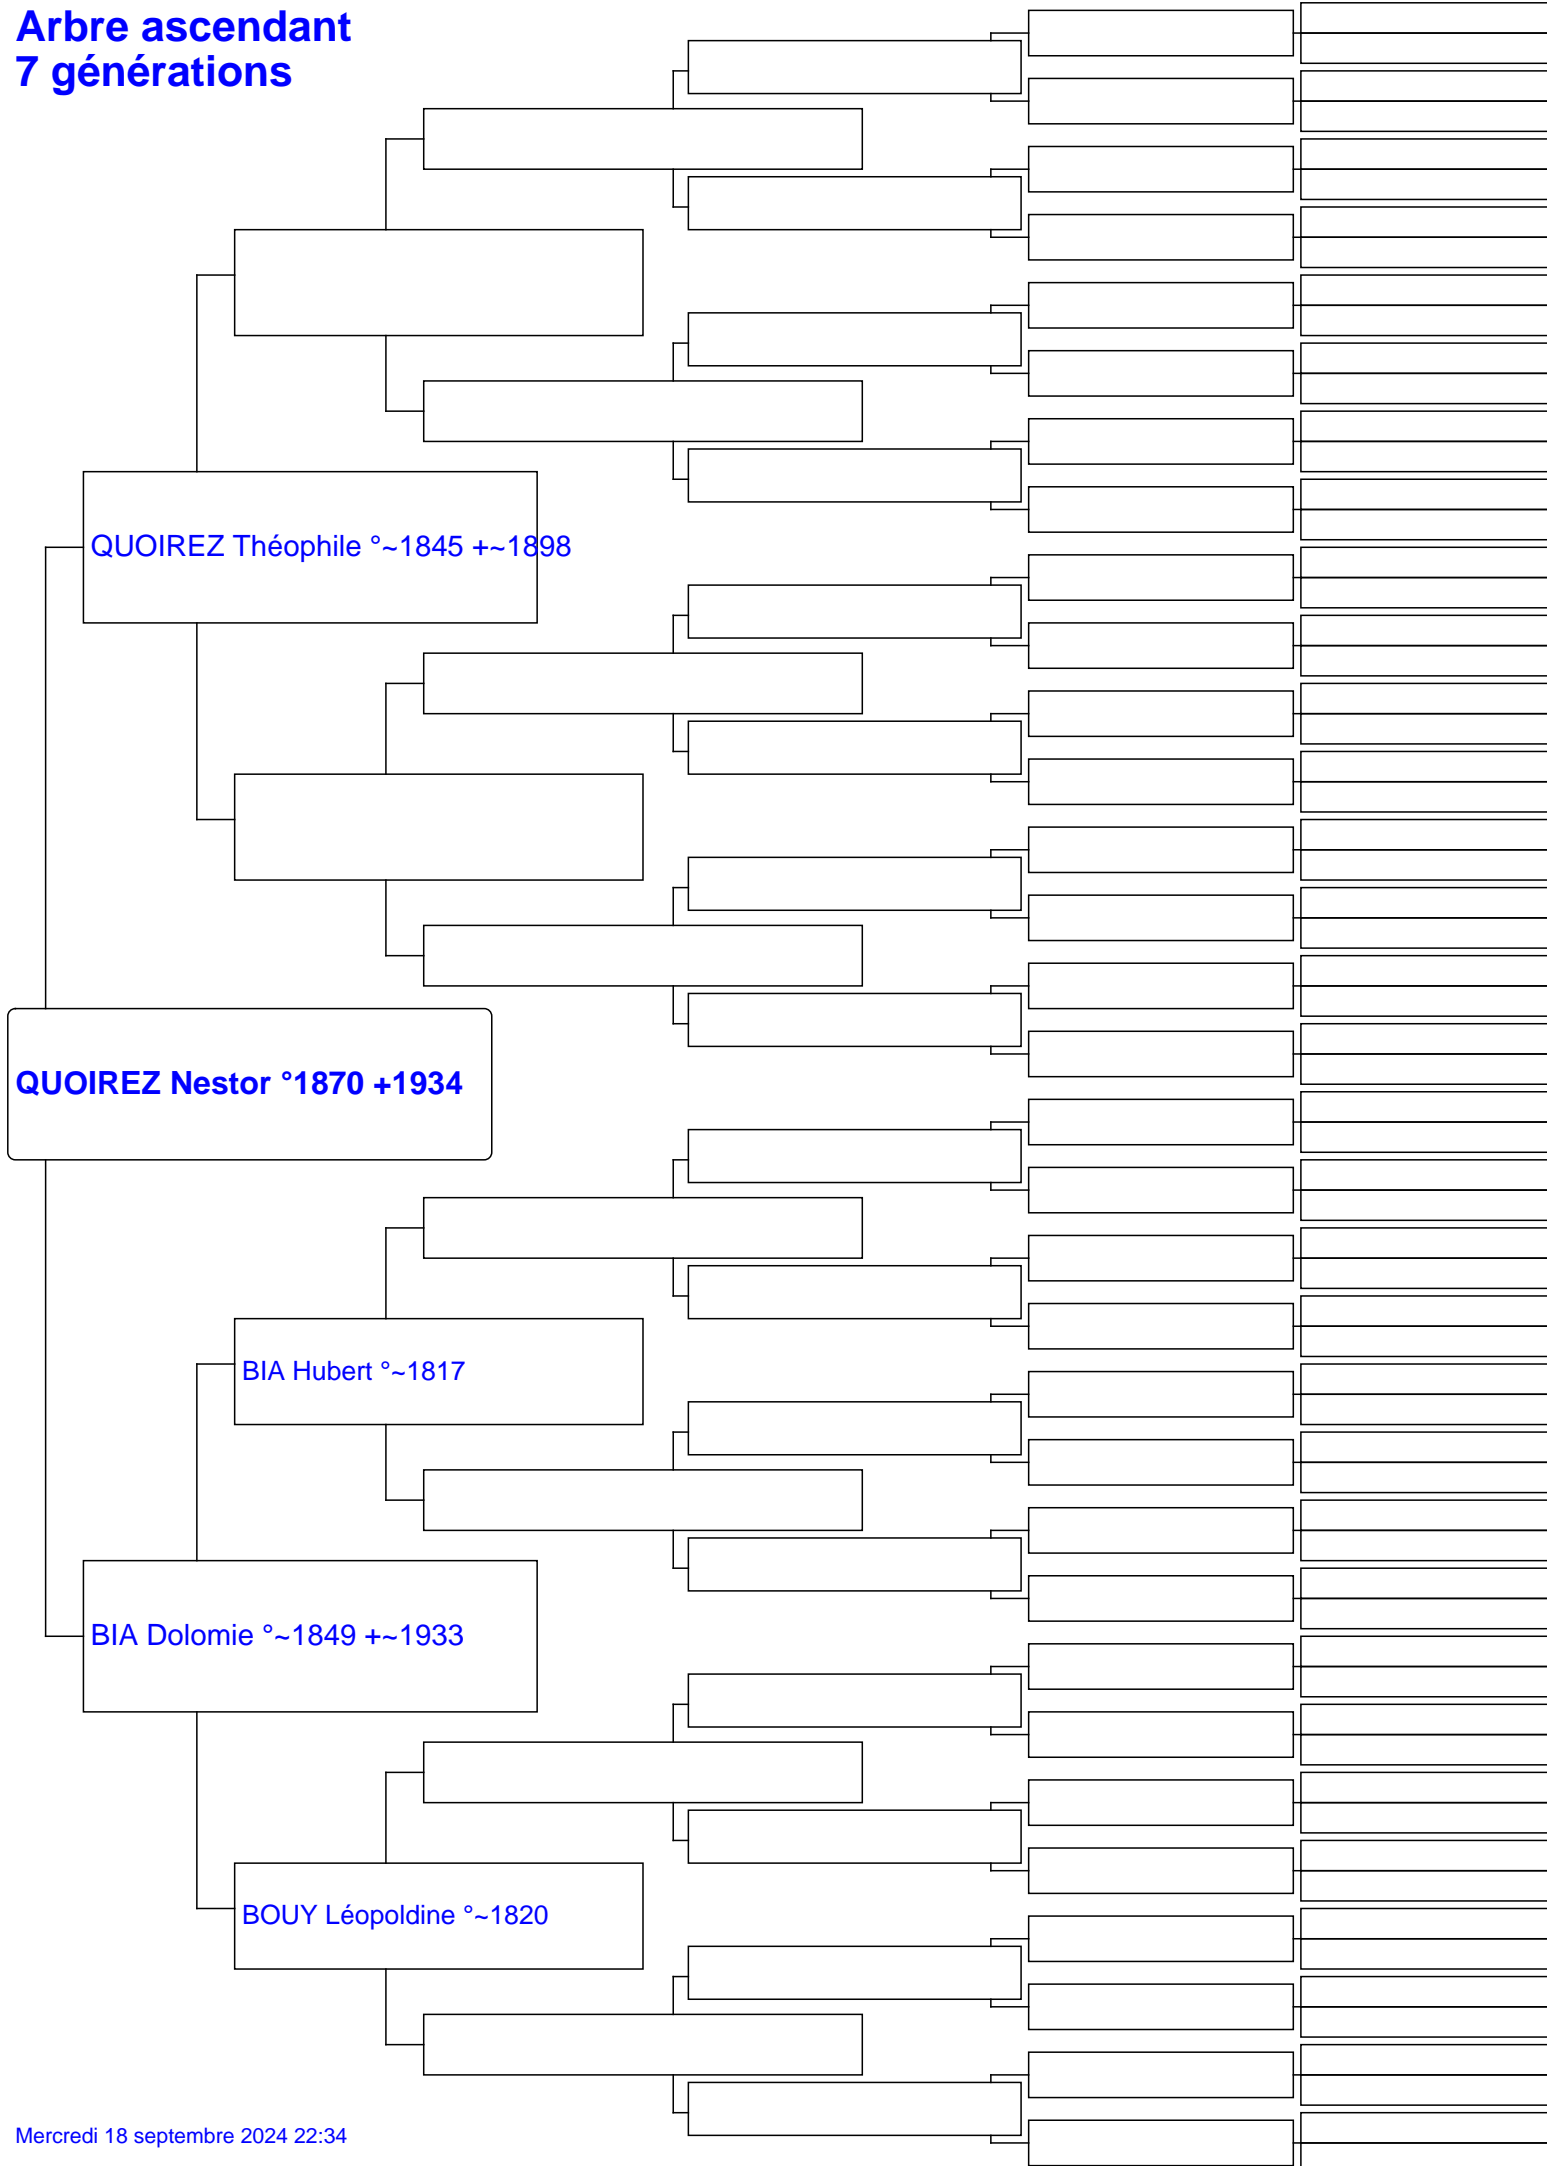 Arbre ascendant
7 générations
QUOIREZ Théophile °~1845 +~1898
QUOIREZ Nestor °1870 +1934
BIA Hubert °~1817
BIA Dolomie °~1849 +~1933
BOUY Léopoldine °~1820
Mercredi 18 septembre 2024 22:34